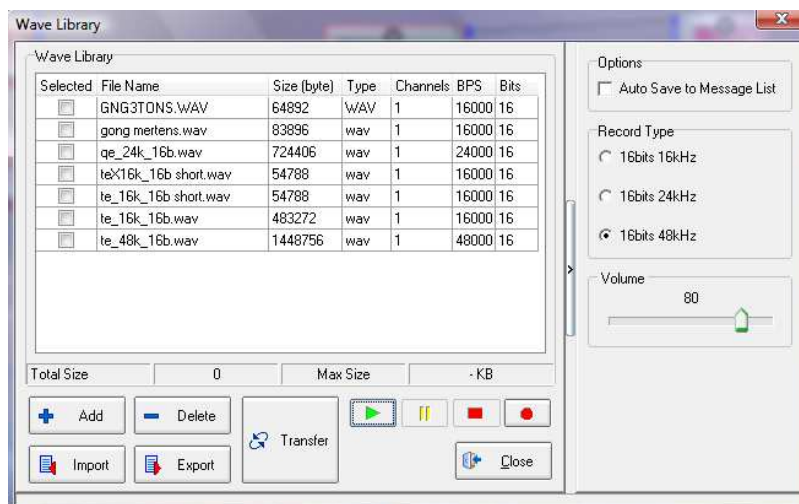 Wave Library
Wave Library
Selected File Name Size (byte) Type Channels BPS Bits
GNG3TONS.WAV 64892 WAV 1 16000 16
gong mertens.wav 83896 wav 1 16000 16
qe_24k_16b.wav 724406 wav 1 24000 16
teX16k_16b short.wav 54788 wav 1 16000 16
te_16k_16b short.wav 54788 wav 1 16000 16
te_16k_16b.wav 483272 wav 1 16000 16
te_48k_16b.wav 1448756 wav 1 48000 16
Total Size 0 Max Size - KB
Add Delete
Transfer
Import Export
Close
Options
Auto Save to Message List
Record Type
16bits 16kHz
16bits 24kHz
16bits 48kHz
Volume
80